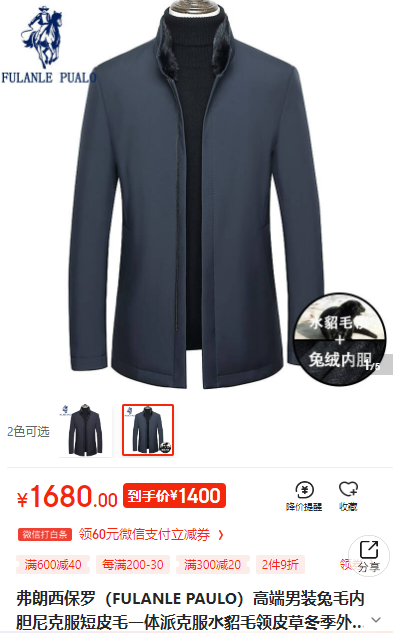 FULANLE PUALO
水貂毛领
+
兔绒内胆
1/5
2色可选
¥1680.00 到手价¥1400
降价提醒
收藏
微信打白条 领60元微信支付立减券
满600减40 每满200-30 满300减20 2件9折 领
分享
弗朗西保罗（FULANLE PAULO）高端男装兔毛内
胆尼克服短皮毛一体派克服水貂毛领皮草冬季外...